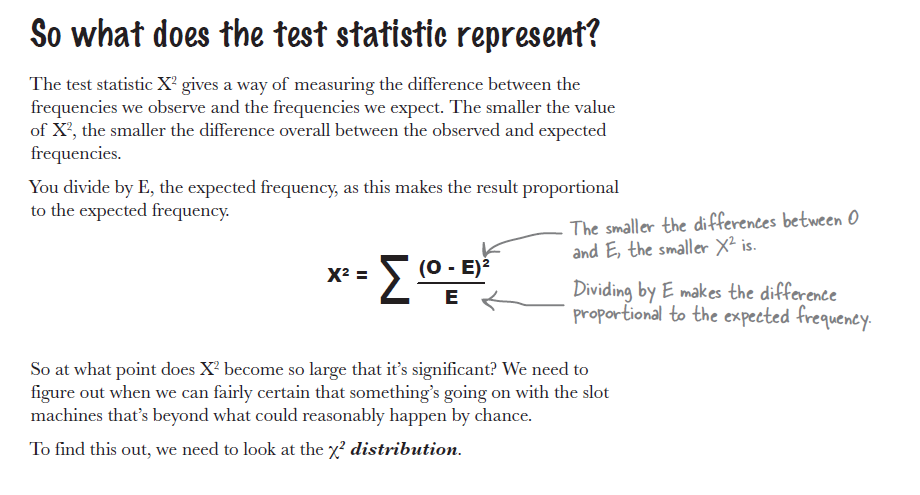 So what does the test statistic represent?
The test statistic X² gives a way of measuring the difference between the
frequencies we observe and the frequencies we expect. The smaller the value
of X², the smaller the difference overall between the observed and expected
frequencies.
You divide by E, the expected frequency, as this makes the result proportional
to the expected frequency.
The smaller the differences between O
and E, the smaller X² is.
X² = ∑ (O - E)²
E
Dividing by E makes the difference
proportional to the expected frequency.
So at what point does X² become so large that it's significant? We need to
figure out when we can fairly certain that something's going on with the slot
machines that's beyond what could reasonably happen by chance.
To find this out, we need to look at the χ² distribution.